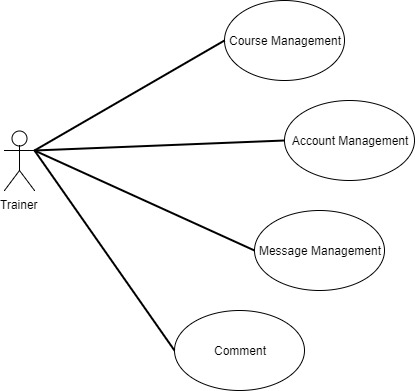 Course Management
Account Management
Trainer
Message Management
Comment